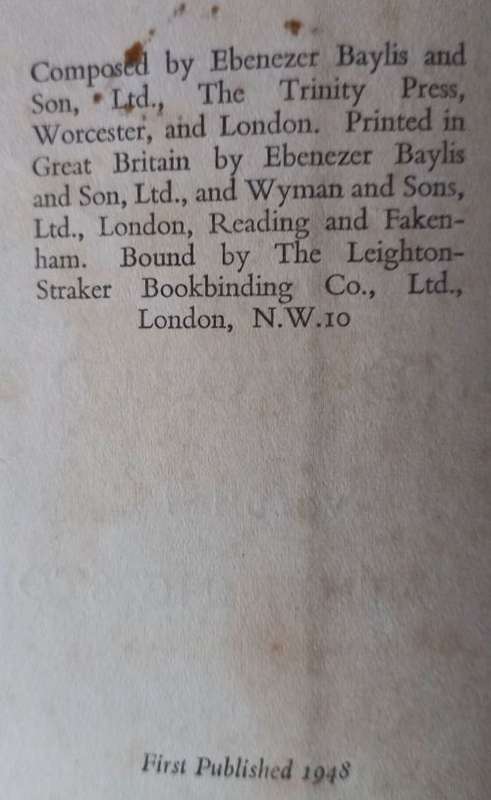 Composed by Ebenezer Baylis and
Son, Ltd., The Trinity Press,
Worcester, and London. Printed in
Great Britain by Ebenezer Baylis
and Son, Ltd., and Wyman and Sons,
Ltd., London, Reading and Faken-
ham. Bound by The Leighton-
Straker Bookbinding Co., Ltd.,
London, N.W.10
First Published 1948